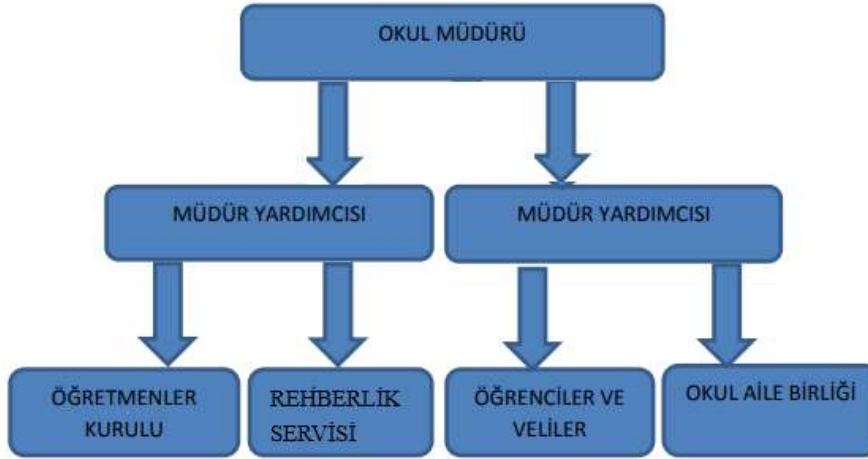 OKUL MÜDÜRÜ
MÜDÜR YARDIMCISI
MÜDÜR YARDIMCISI
ÖĞRETMENLER
KURULU
REHBERLİK
SERVİSİ
ÖĞRENCİLER VE
VELİLER
OKUL AİLE BİRLİĞİ